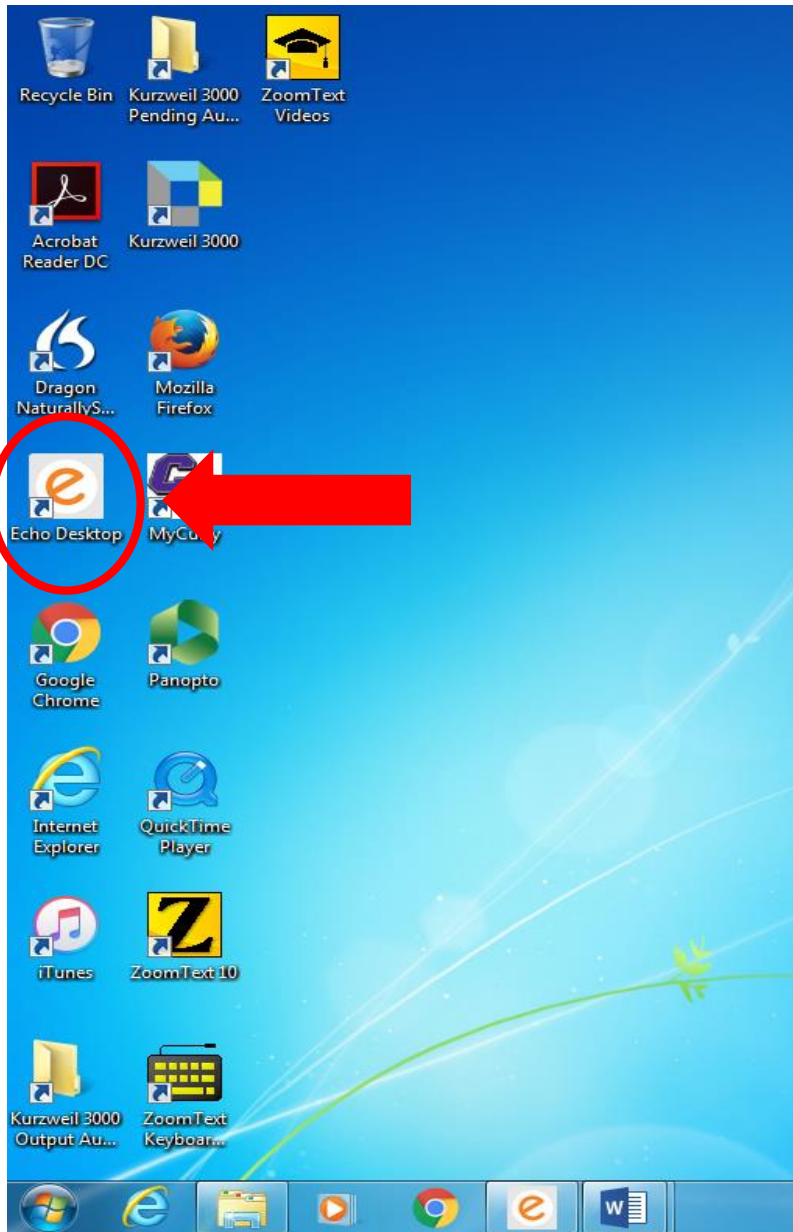 Recycle Bin
Kurzweil 3000
Pending Au...
ZoomText
Videos
Acrobat
Reader DC
Kurzweil 3000
Dragon
NaturallyS...
Mozilla
Firefox
Echo Desktop
Google
Chrome
Panopto
Internet
Explorer
QuickTime
Player
iTunes
ZoomText 10
Kurzweil 3000
Output Au...
ZoomText
Keyboar...